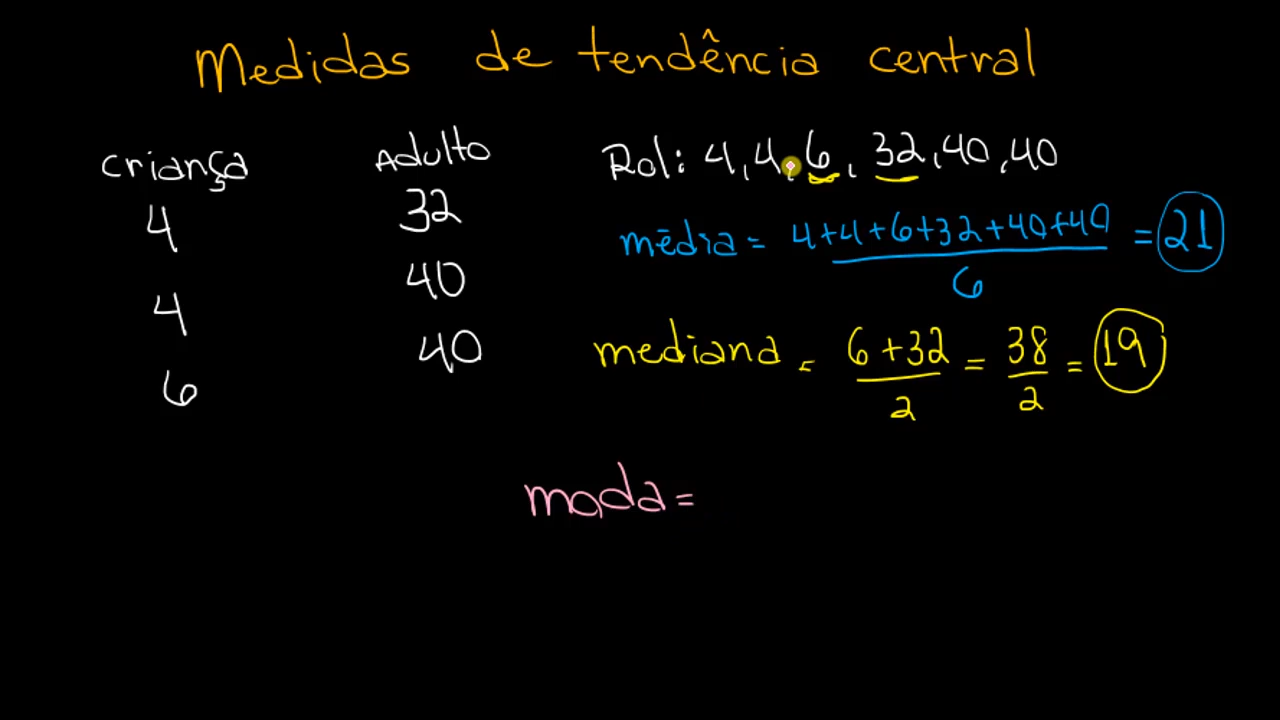 Medidas de tendência central
criança
4
4
6
Adulto
32
40
40
Rol: 4, 4, 6, 32, 40, 40
média = 4+4+6+32+40+40 / 6 = 21
mediana = 6+32 / 2 = 38 / 2 = 19
moda =